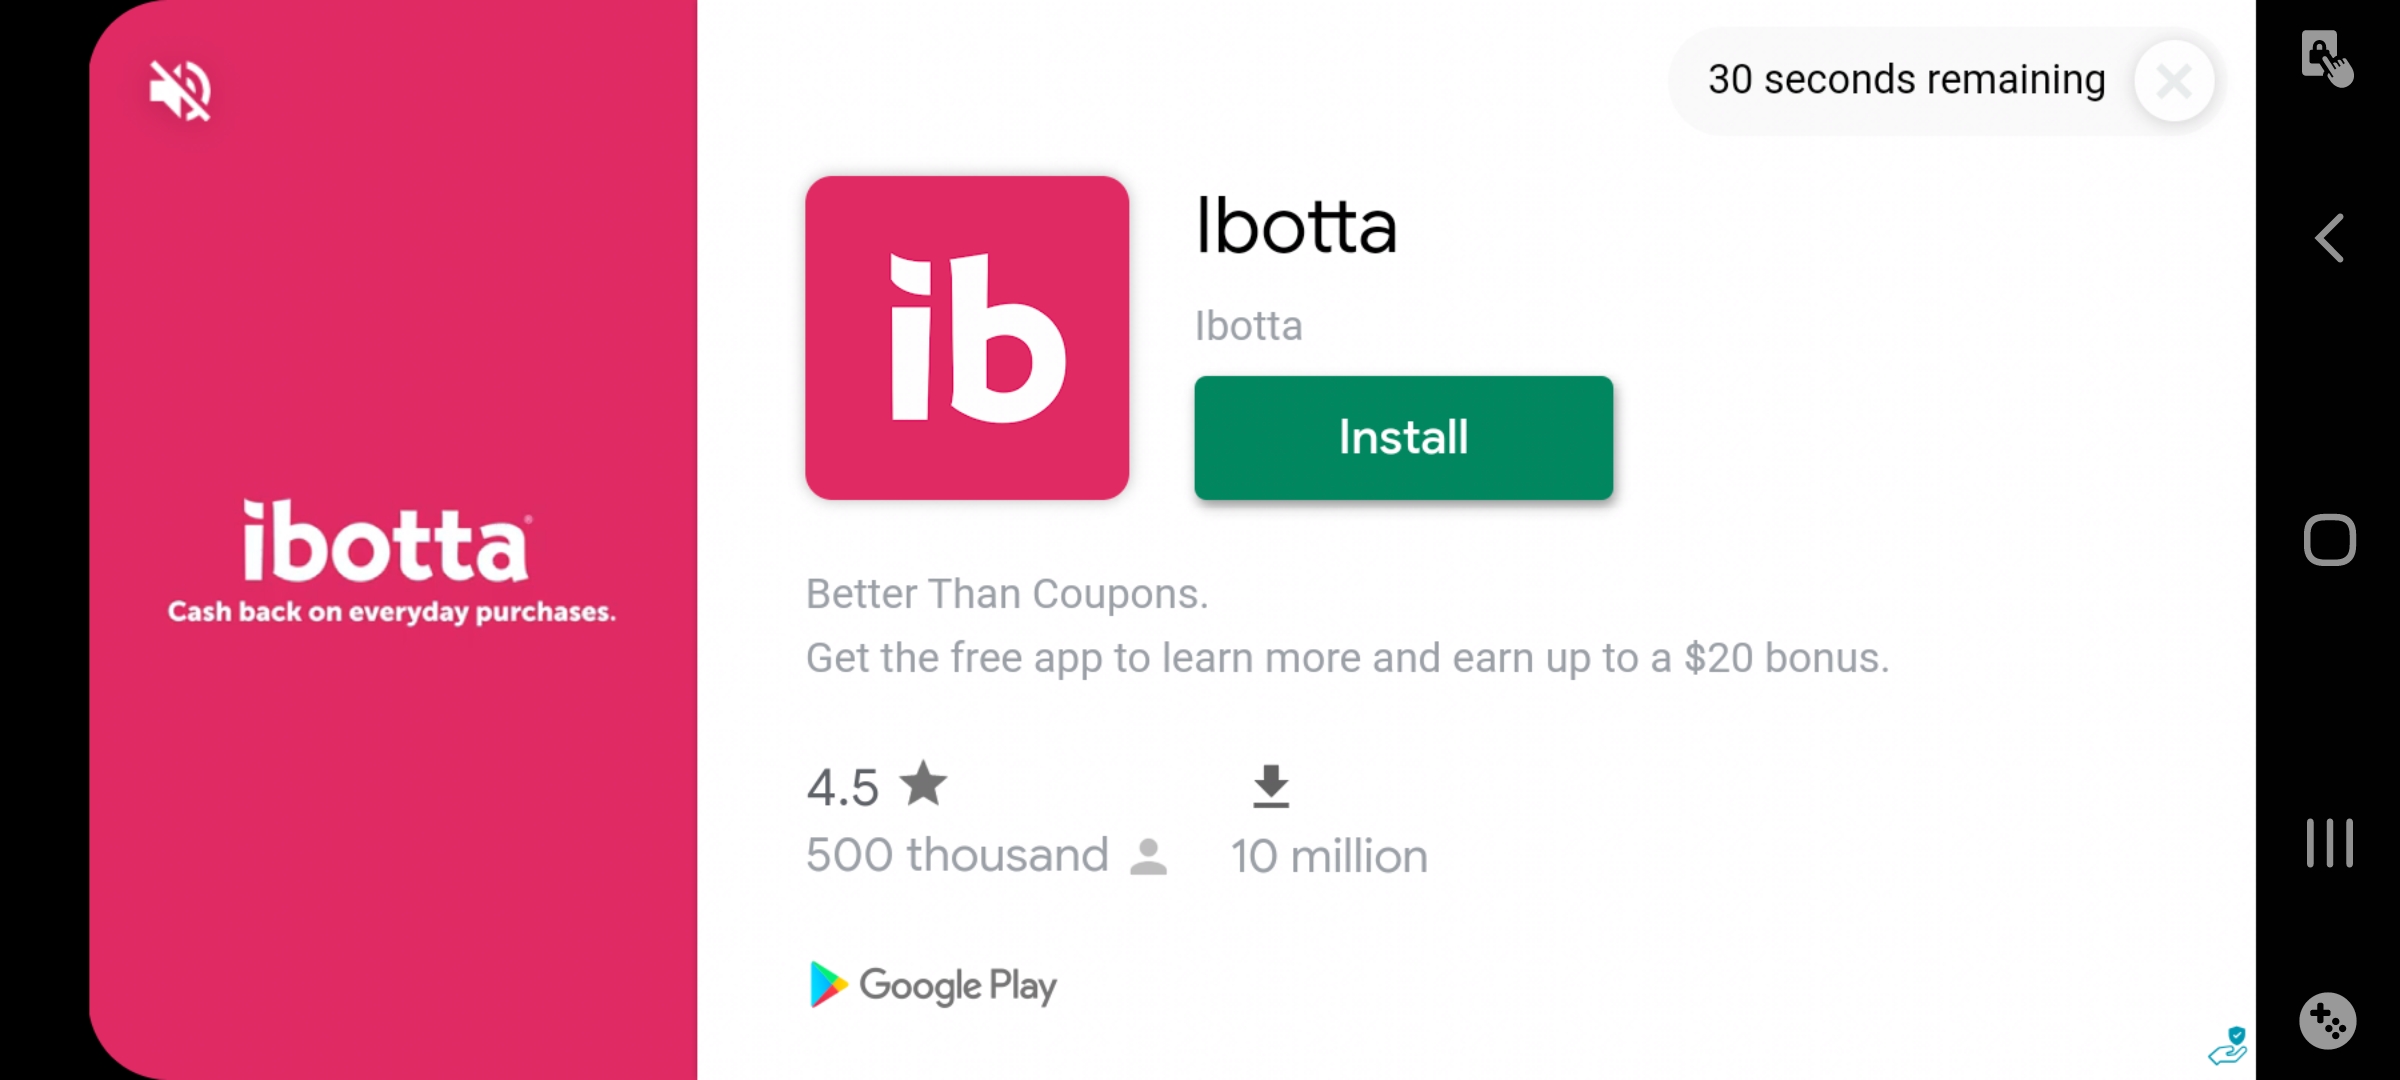 30 seconds remaining
ib
Ibotta
Ibotta
Install
ibotta®
Cash back on everyday purchases.
Better Than Coupons.
Get the free app to learn more and earn up to a $20 bonus.
4.5
500 thousand
10 million
Google Play